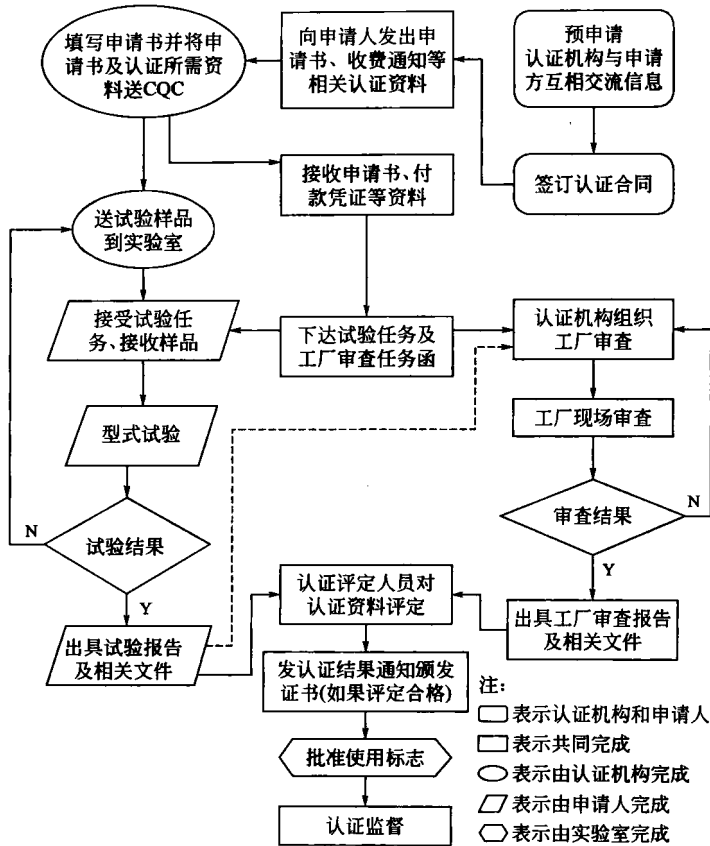 填写申请书并将申
请书及认证所需资
料送CQC
向申请人发出申
请书、收费通知等
相关认证资料
预申请
认证机构与申请
方互相交流信息
接收申请书、付
款凭证等资料
签订认证合同
送试验样品
到实验室
接受试验任
务、接收样品
下达试验任务及
工厂审查任务函
认证机构组织
工厂审查
型式试验
工厂现场审查
N
试验结果
Y
审查结果
N
Y
认证评定人员对
认证资料评定
出具试验报告
及相关文件
出具工厂审查报告
及相关文件
发认证结果通知颁发
证书(如果评定合格)
批准使用标志
认证监督
注：
表示认证机构和申请人
表示共同完成
表示由认证机构完成
表示由申请人完成
表示由实验室完成